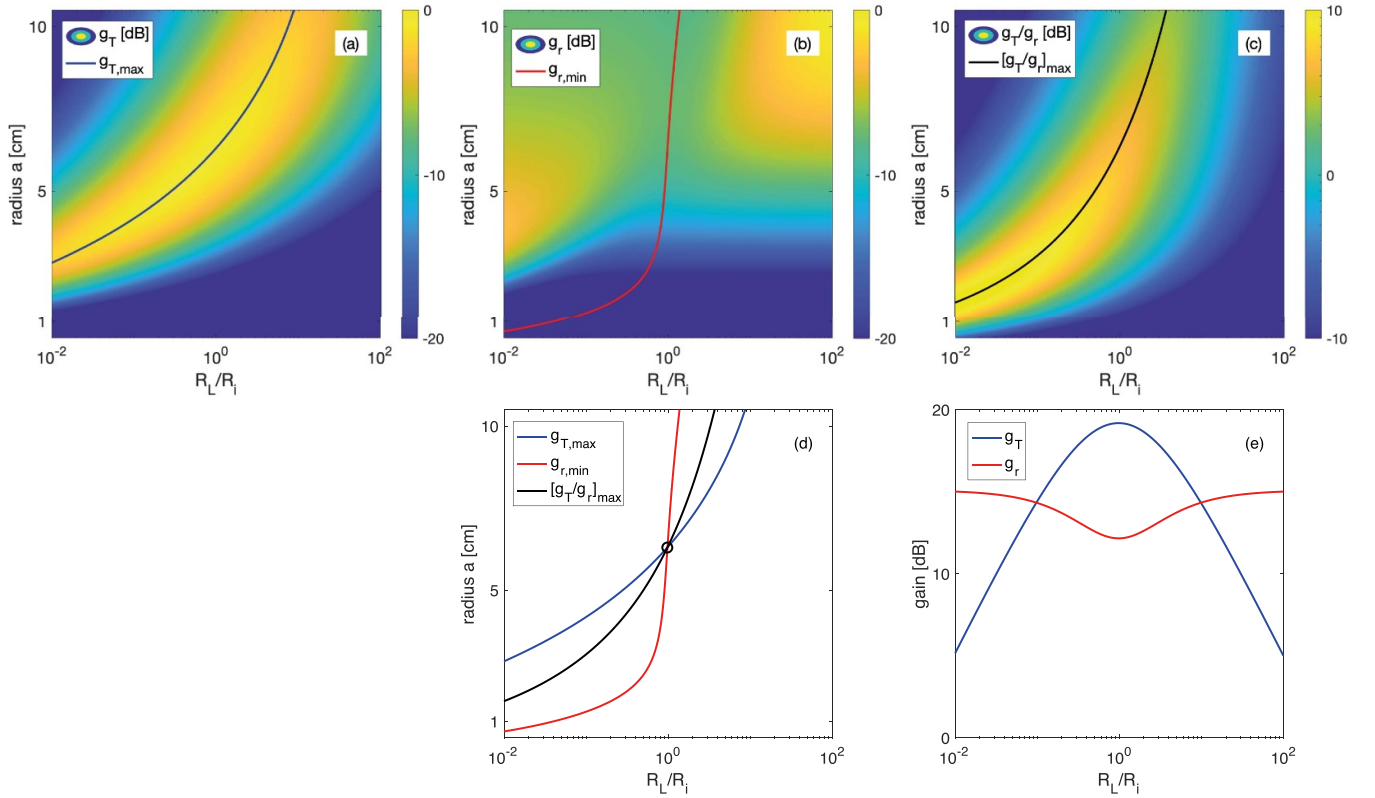 10
5
1
radius a [cm]
g_T [dB]
g_T,max
(a)
10^-2
10^0
10^2
R_L/R_i
0
-10
-20
10
5
1
radius a [cm]
g_r [dB]
g_r,min
(b)
10^-2
10^0
10^2
R_L/R_i
0
-10
-20
10
5
1
radius a [cm]
g_T/g_r [dB]
[g_T/g_r]_max
(c)
10^-2
10^0
10^2
R_L/R_i
10
0
-10
10
5
1
radius a [cm]
g_T,max
g_r,min
[g_T/g_r]_max
(d)
10^-2
10^0
10^2
R_L/R_i
20
10
0
gain [dB]
g_T
g_r
(e)
10^-2
10^0
10^2
R_L/R_i